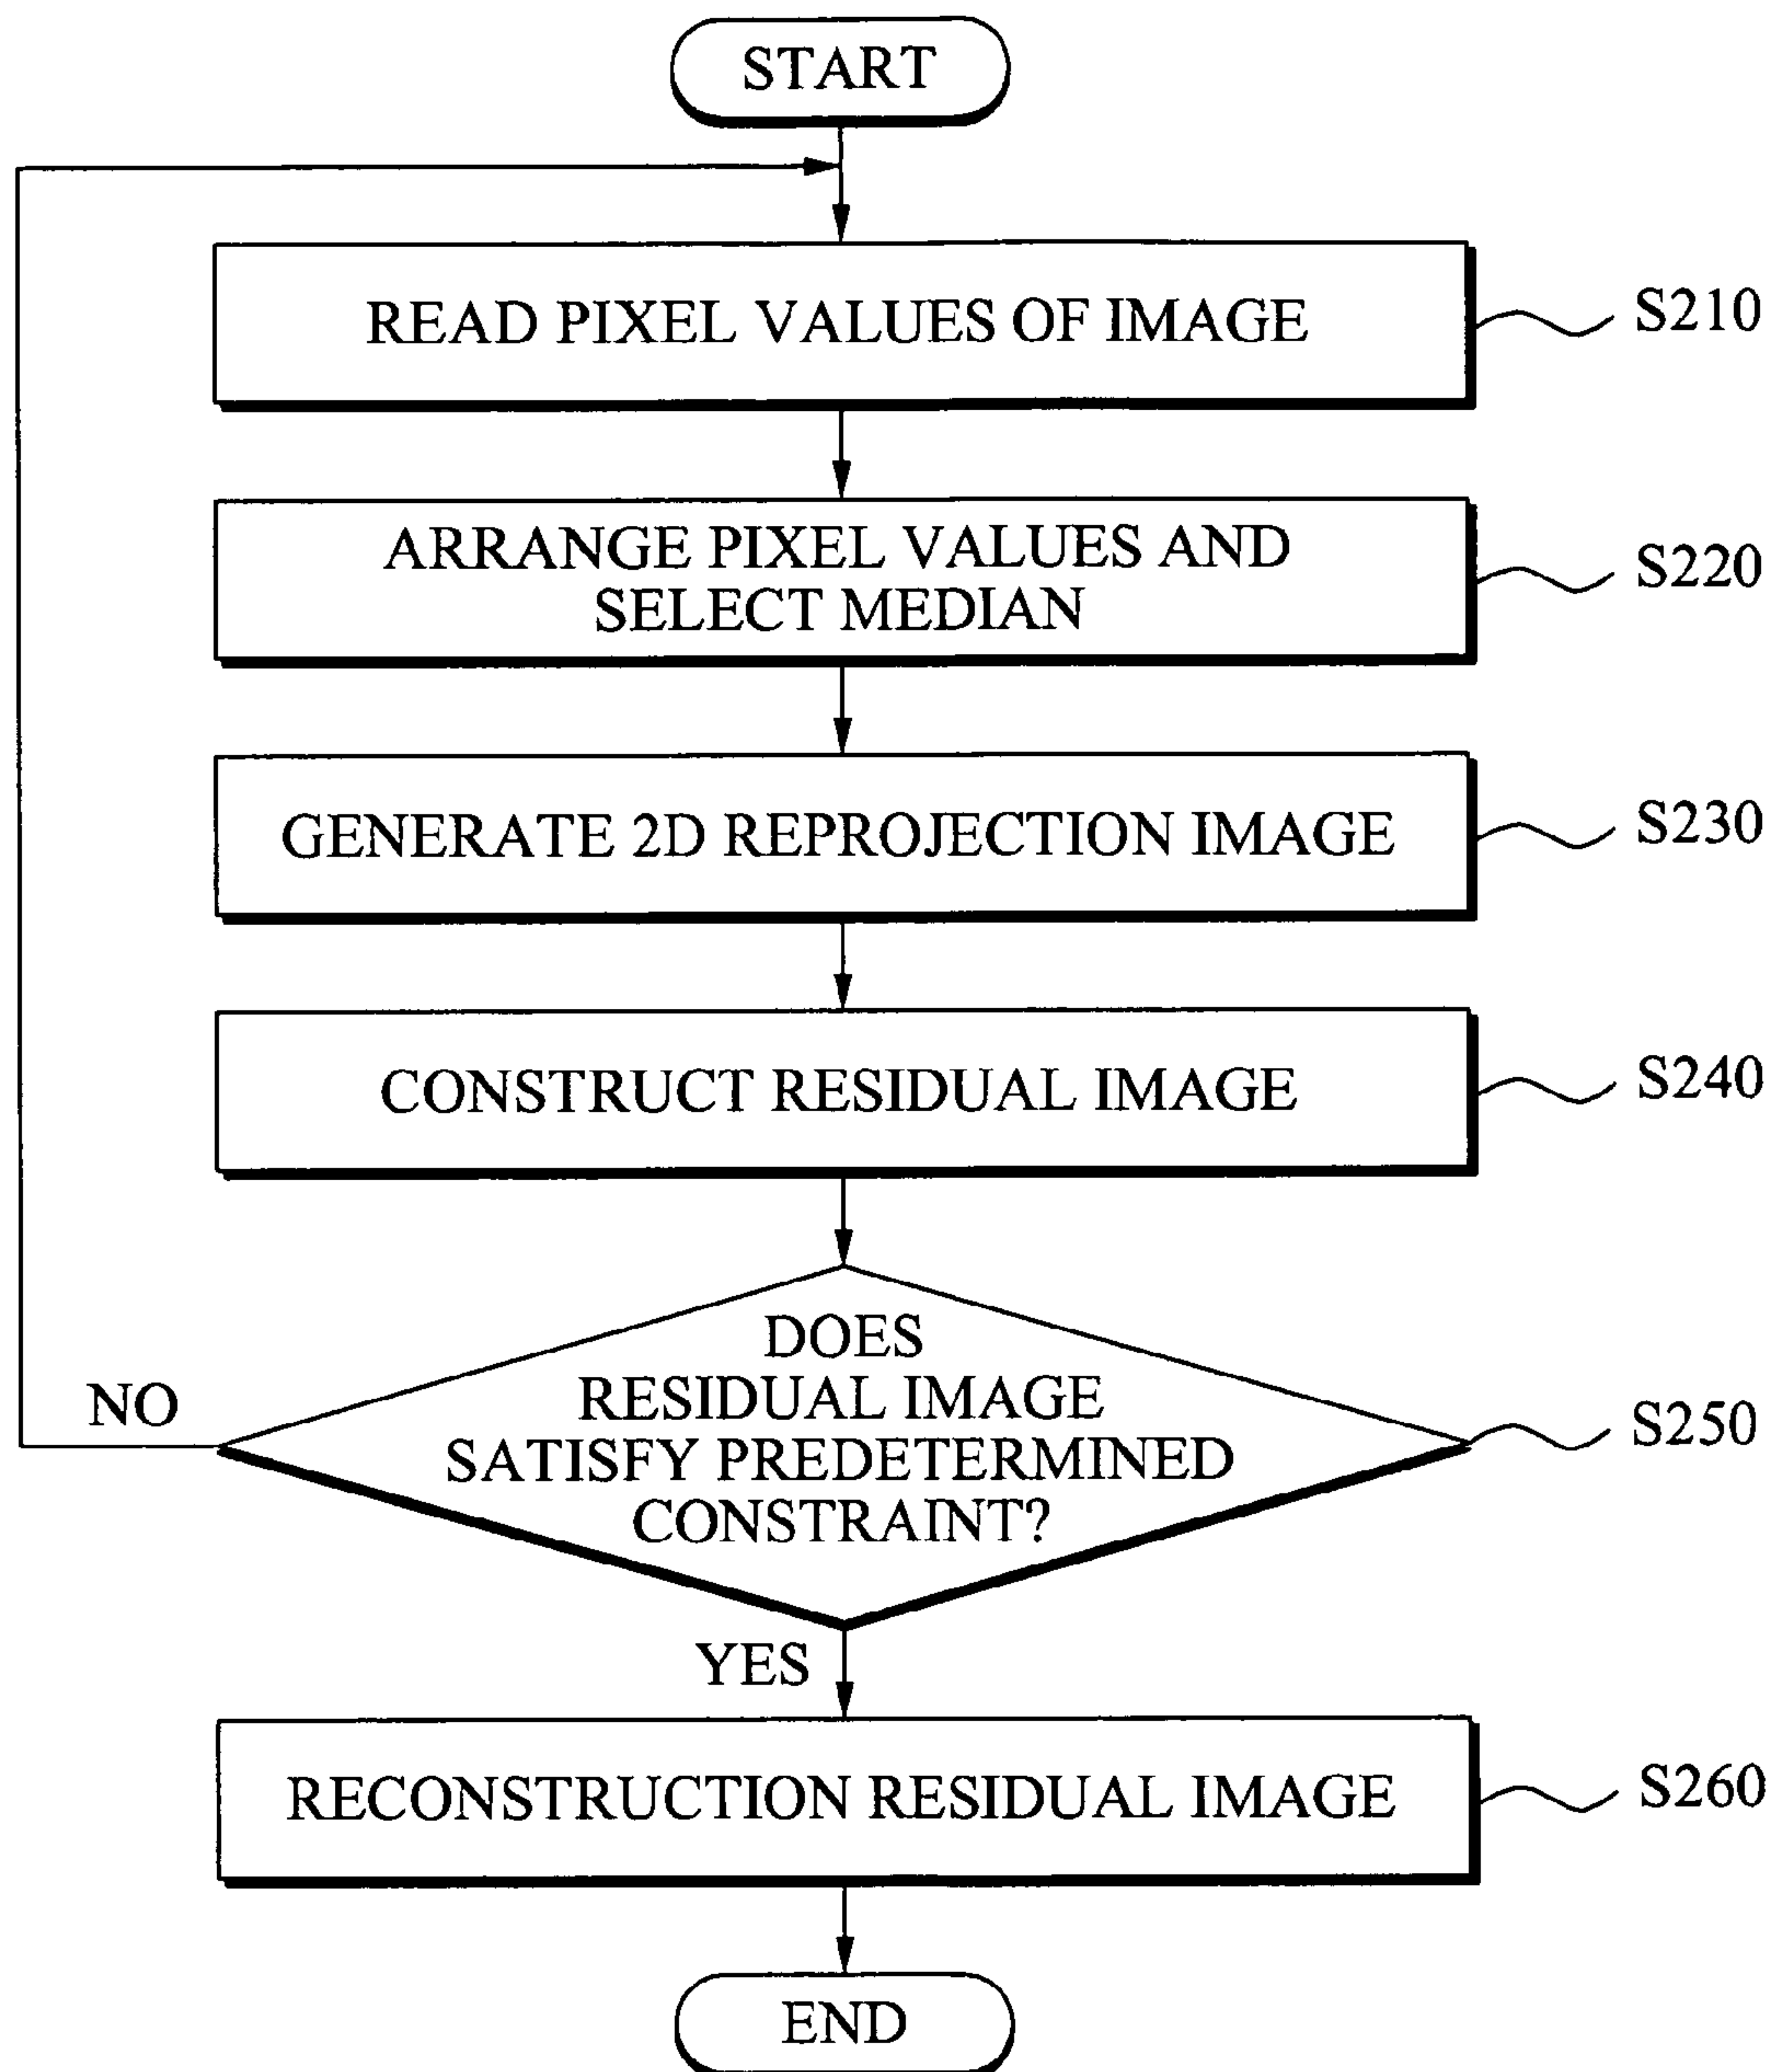 START
READ PIXEL VALUES OF IMAGE
S210
ARRANGE PIXEL VALUES AND
SELECT MEDIAN
S220
GENERATE 2D REPROJECTION IMAGE
S230
CONSTRUCT RESIDUAL IMAGE
S240
DOES
RESIDUAL IMAGE
SATISFY PREDETERMINED
CONSTRAINT?
S250
NO
YES
RECONSTRUCTION RESIDUAL IMAGE
S260
END